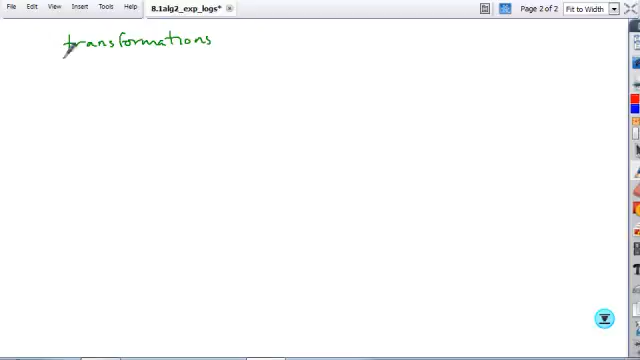 File Edit View Insert Tools Help 8.1alg2_exp_logs* Page 2 of 2 Fit to Width
transformations